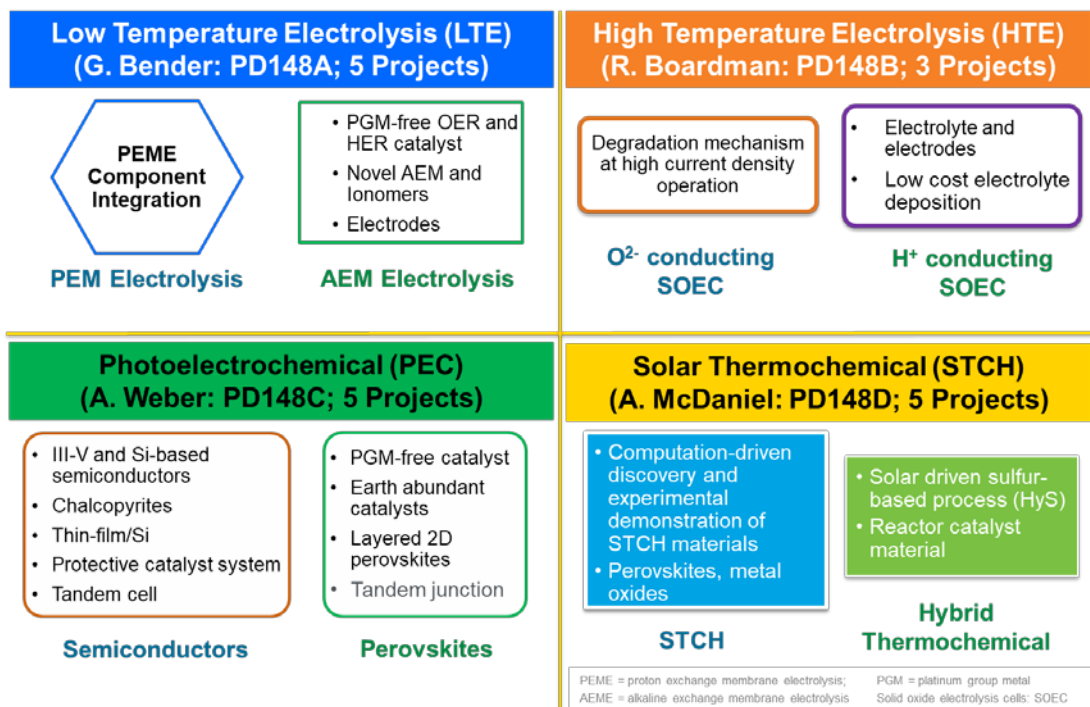 Low Temperature Electrolysis (LTE)
(G. Bender: PD148A; 5 Projects)
PEME
Component
Integration
PEM Electrolysis
• PGM-free OER and
HER catalyst
• Novel AEM and
Ionomers
• Electrodes
AEM Electrolysis
High Temperature Electrolysis (HTE)
(R. Boardman: PD148B; 3 Projects)
Degradation mechanism
at high current density
operation
O²⁻ conducting
SOEC
• Electrolyte and
electrodes
• Low cost electrolyte
deposition
H⁺ conducting
SOEC
Photoelectrochemical (PEC)
(A. Weber: PD148C; 5 Projects)
• III-V and Si-based
semiconductors
• Chalcopyrites
• Thin-film/Si
• Protective catalyst system
• Tandem cell
Semiconductors
• PGM-free catalyst
• Earth abundant
catalysts
• Layered 2D
perovskites
• Tandem junction
Perovskites
Solar Thermochemical (STCH)
(A. McDaniel: PD148D; 5 Projects)
• Computation-driven
discovery and
experimental
demonstration of
STCH materials
• Perovskites, metal
oxides
STCH
• Solar driven sulfur-
based process (HyS)
• Reactor catalyst
material
Hybrid
Thermochemical
PEME = proton exchange membrane electrolysis; PGM = platinum group metal
AEME = alkaline exchange membrane electrolysis Solid oxide electrolysis cells: SOEC